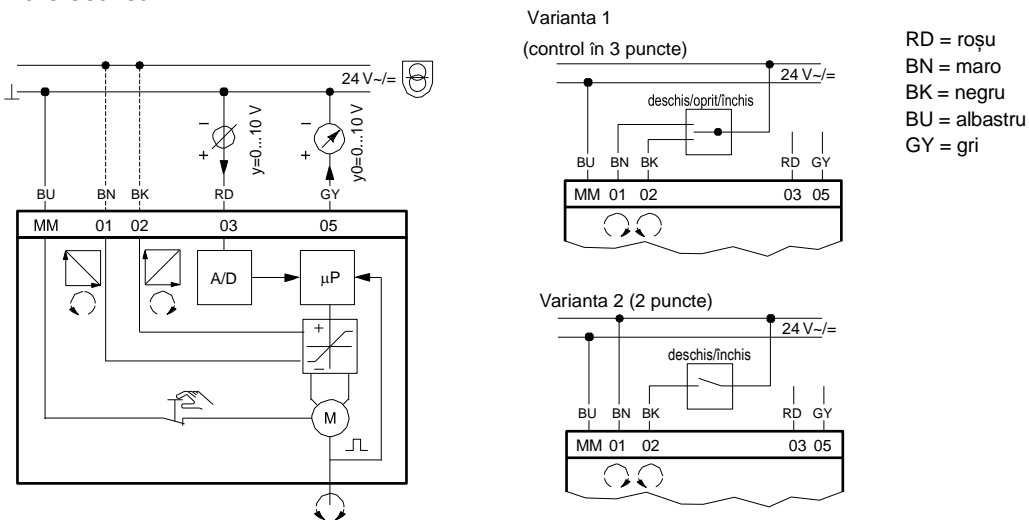 24 V~/=
⊥
− +
y=0...10 V
− +
y0=0...10 V
BU BN BK RD GY
MM 01 02 03 05
A/D µP
+
−
M
Varianta 1
(control în 3 puncte)
24 V~/=
deschis/oprit/închis
BU BN BK RD GY
MM 01 02 03 05
Varianta 2 (2 puncte)
24 V~/=
deschis/închis
BU BN BK RD GY
MM 01 02 03 05
RD = roșu
BN = maro
BK = negru
BU = albastru
GY = gri